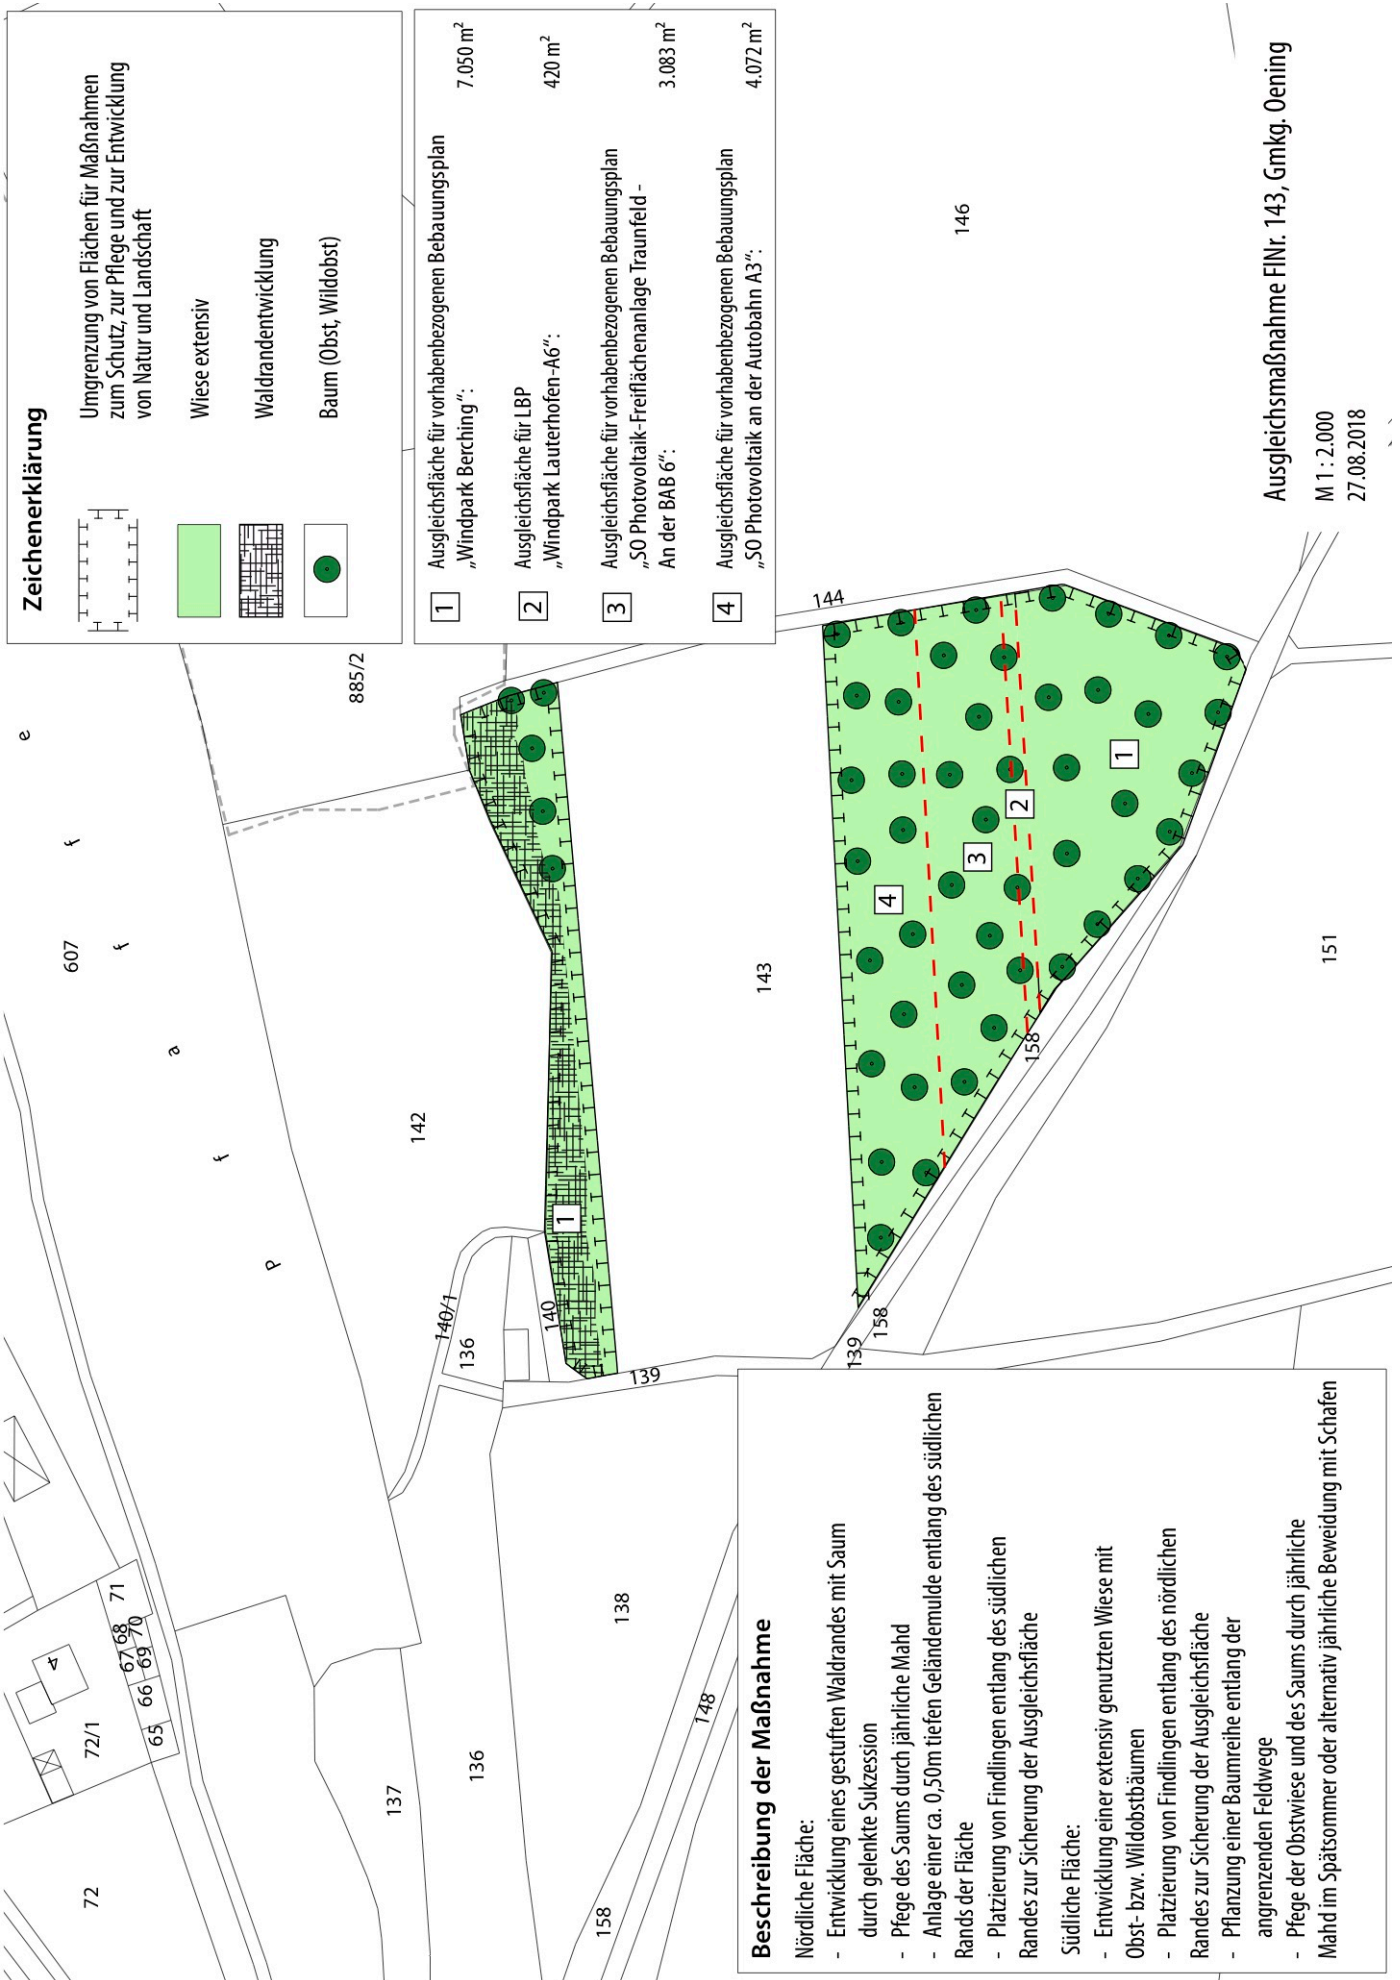 Zeichenerklärung
Umgrenzung von Flächen für Maßnahmen
zum Schutz, zur Pflege und zur Entwicklung
von Natur und Landschaft
Wiese extensiv
Waldrandentwicklung
Baum (Obst, Wildobst)
1 Ausgleichsfläche für vorhabenbezogenen Bebauungsplan
„Windpark Berching“: 7.050 m²
2 Ausgleichsfläche für LBP
„Windpark Lauterhofen-A6“: 420 m²
3 Ausgleichsfläche für vorhabenbezogenen Bebauungsplan
„SO Photovoltaik-Freiflächenanlage Traunfeld -
An der BAB 6“: 3.083 m²
4 Ausgleichsfläche für vorhabenbezogenen Bebauungsplan
„SO Photovoltaik an der Autobahn A3“: 4.072 m²
72
72/1
65
66
67
68
69
70
71
P f a f f e
607
885/2
137
136
142
140/1
136
140
1
139
138
148
158
143
144
146
139
158
158
4
3
2
1
151
Beschreibung der Maßnahme
Nördliche Fläche:
- Entwicklung eines gestuften Waldrandes mit Saum
durch gelenkte Sukzession
- Pflege des Saums durch jährliche Mahd
- Anlage einer ca. 0,50m tiefen Geländemulde entlang des südlichen
Rands der Fläche
- Platzierung von Findlingen entlang des südlichen
Randes zur Sicherung der Ausgleichsfläche
Südliche Fläche:
- Entwicklung einer extensiv genutzten Wiese mit
Obst- bzw. Wildobstbäumen
- Platzierung von Findlingen entlang des nördlichen
Randes zur Sicherung der Ausgleichsfläche
- Pflanzung einer Baumreihe entlang der
angrenzenden Feldwege
- Pflege der Obstwiese und des Saums durch jährliche
Mahd im Spätsommer oder alternativ jährliche Beweidung mit Schafen
Ausgleichsmaßnahme FlNr. 143, Gmkg. Oening
M 1 : 2.000
27.08.2018